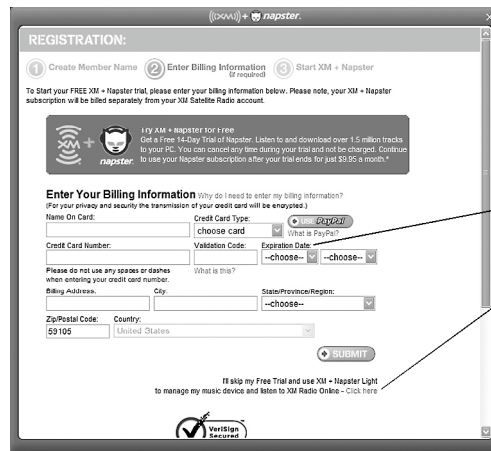 ((XM)) + napster.
REGISTRATION:
1 Create Member Name 2 Enter Billing Information (if required) 3 Start XM + Napster
To Start your FREE XM + Napster trial, please enter your billing information below. Please note, your XM + Napster
subscription will be billed separately from your XM Satellite Radio account.
XM + napster.
Try XM + Napster for Free
Get a Free 14-Day Trial of Napster. Listen to and download over 1.5 million tracks
to your PC. You can cancel any time during your trial and not be charged. Continue
to use your Napster subscription after your trial ends for just $9.95 a month.*
Enter Your Billing Information Why do I need to enter my billing information?
(For your privacy and security the transmission of your credit card will be encrypted.)
Name On Card: Credit Card Type: USE PayPal
choose card What is PayPal?
Credit Card Number: Validation Code: Expiration Date:
--choose-- --choose--
Please do not use any spaces or dashes What is this?
when entering your credit card number.
Billing Address: City: State/Province/Region:
--choose--
Zip/Postal Code: Country:
59105 United States
SUBMIT
I'll skip my Free Trial and use XM + Napster Light
to manage my music device and listen to XM Radio Online - Click here
VeriSign
Secured